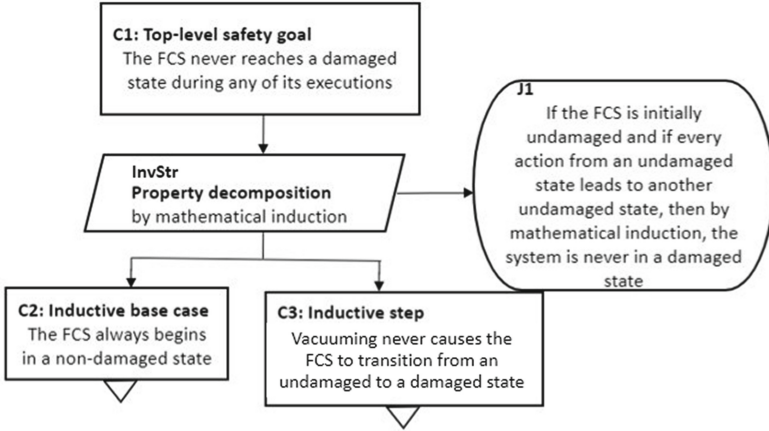 C1: Top-level safety goal
The FCS never reaches a damaged
state during any of its executions
InvStr
Property decomposition
by mathematical induction
J1
If the FCS is initially
undamaged and if every
action from an undamaged
state leads to another
undamaged state, then by
mathematical induction, the
system is never in a damaged
state
C2: Inductive base case
The FCS always begins
in a non-damaged state
C3: Inductive step
Vacuuming never causes the
FCS to transition from an
undamaged to a damaged state